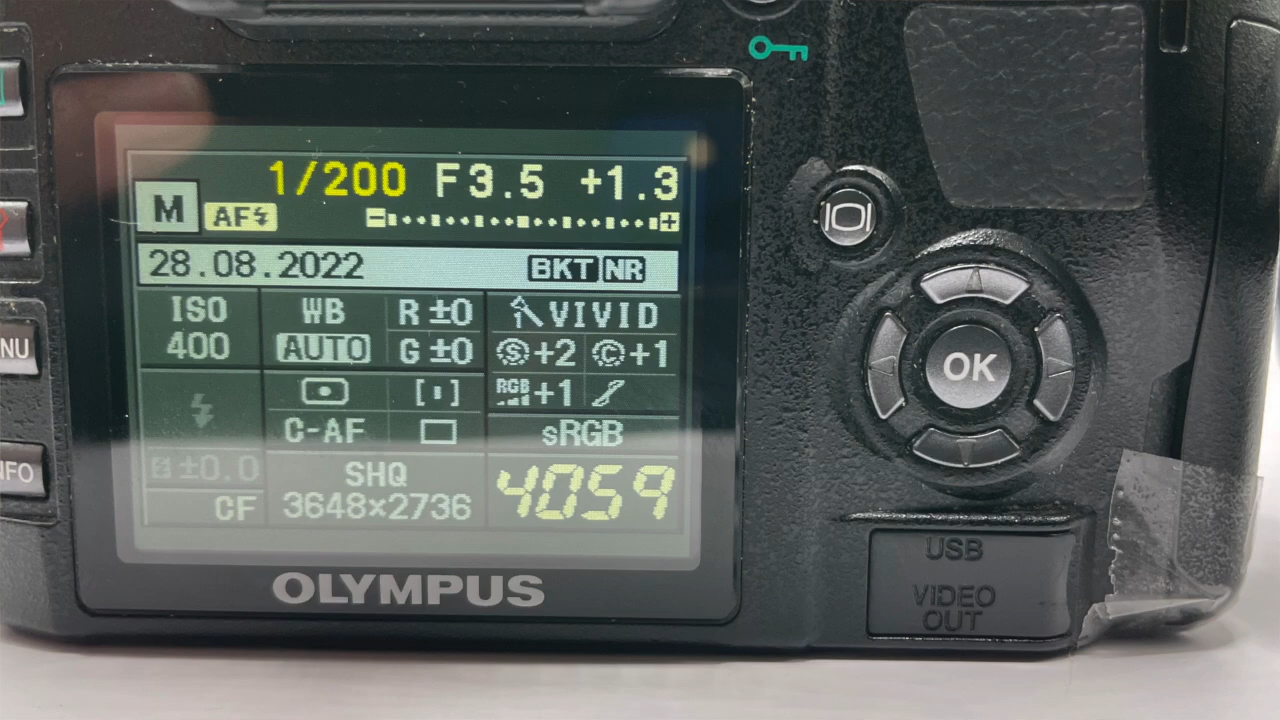 1/200 F3.5 +1.3
M AF
28.08.2022 BKT NR
ISO WB R ±0 VIVID
400 AUTO G ±0 S +2 C +1
RGB +1
C-AF sRGB
±0.0 SHQ 4059
CF 3648×2736
OLYMPUS
NU
NFO
OK
USB
VIDEO
OUT